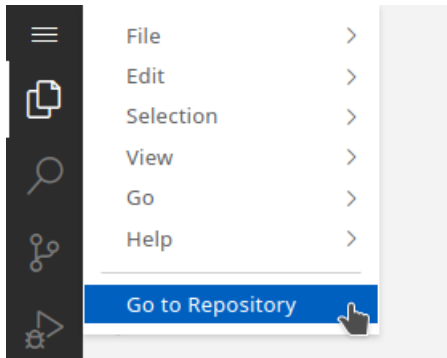 File
Edit
Selection
View
Go
Help
Go to Repository